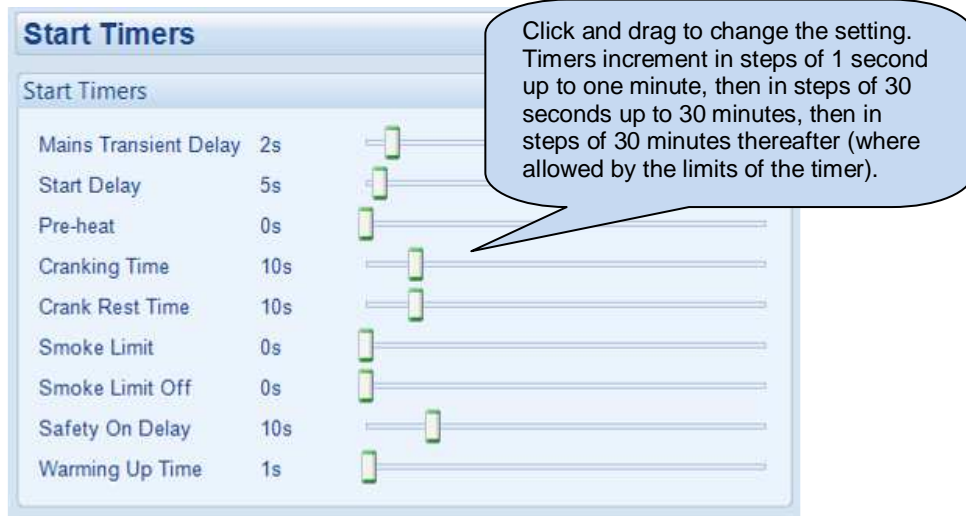 Start Timers
Click and drag to change the setting.
Timers increment in steps of 1 second
up to one minute, then in steps of 30
seconds up to 30 minutes, then in
steps of 30 minutes thereafter (where
allowed by the limits of the timer).
Start Timers
Mains Transient Delay 2s
Start Delay 5s
Pre-heat 0s
Cranking Time 10s
Crank Rest Time 10s
Smoke Limit 0s
Smoke Limit Off 0s
Safety On Delay 10s
Warming Up Time 1s